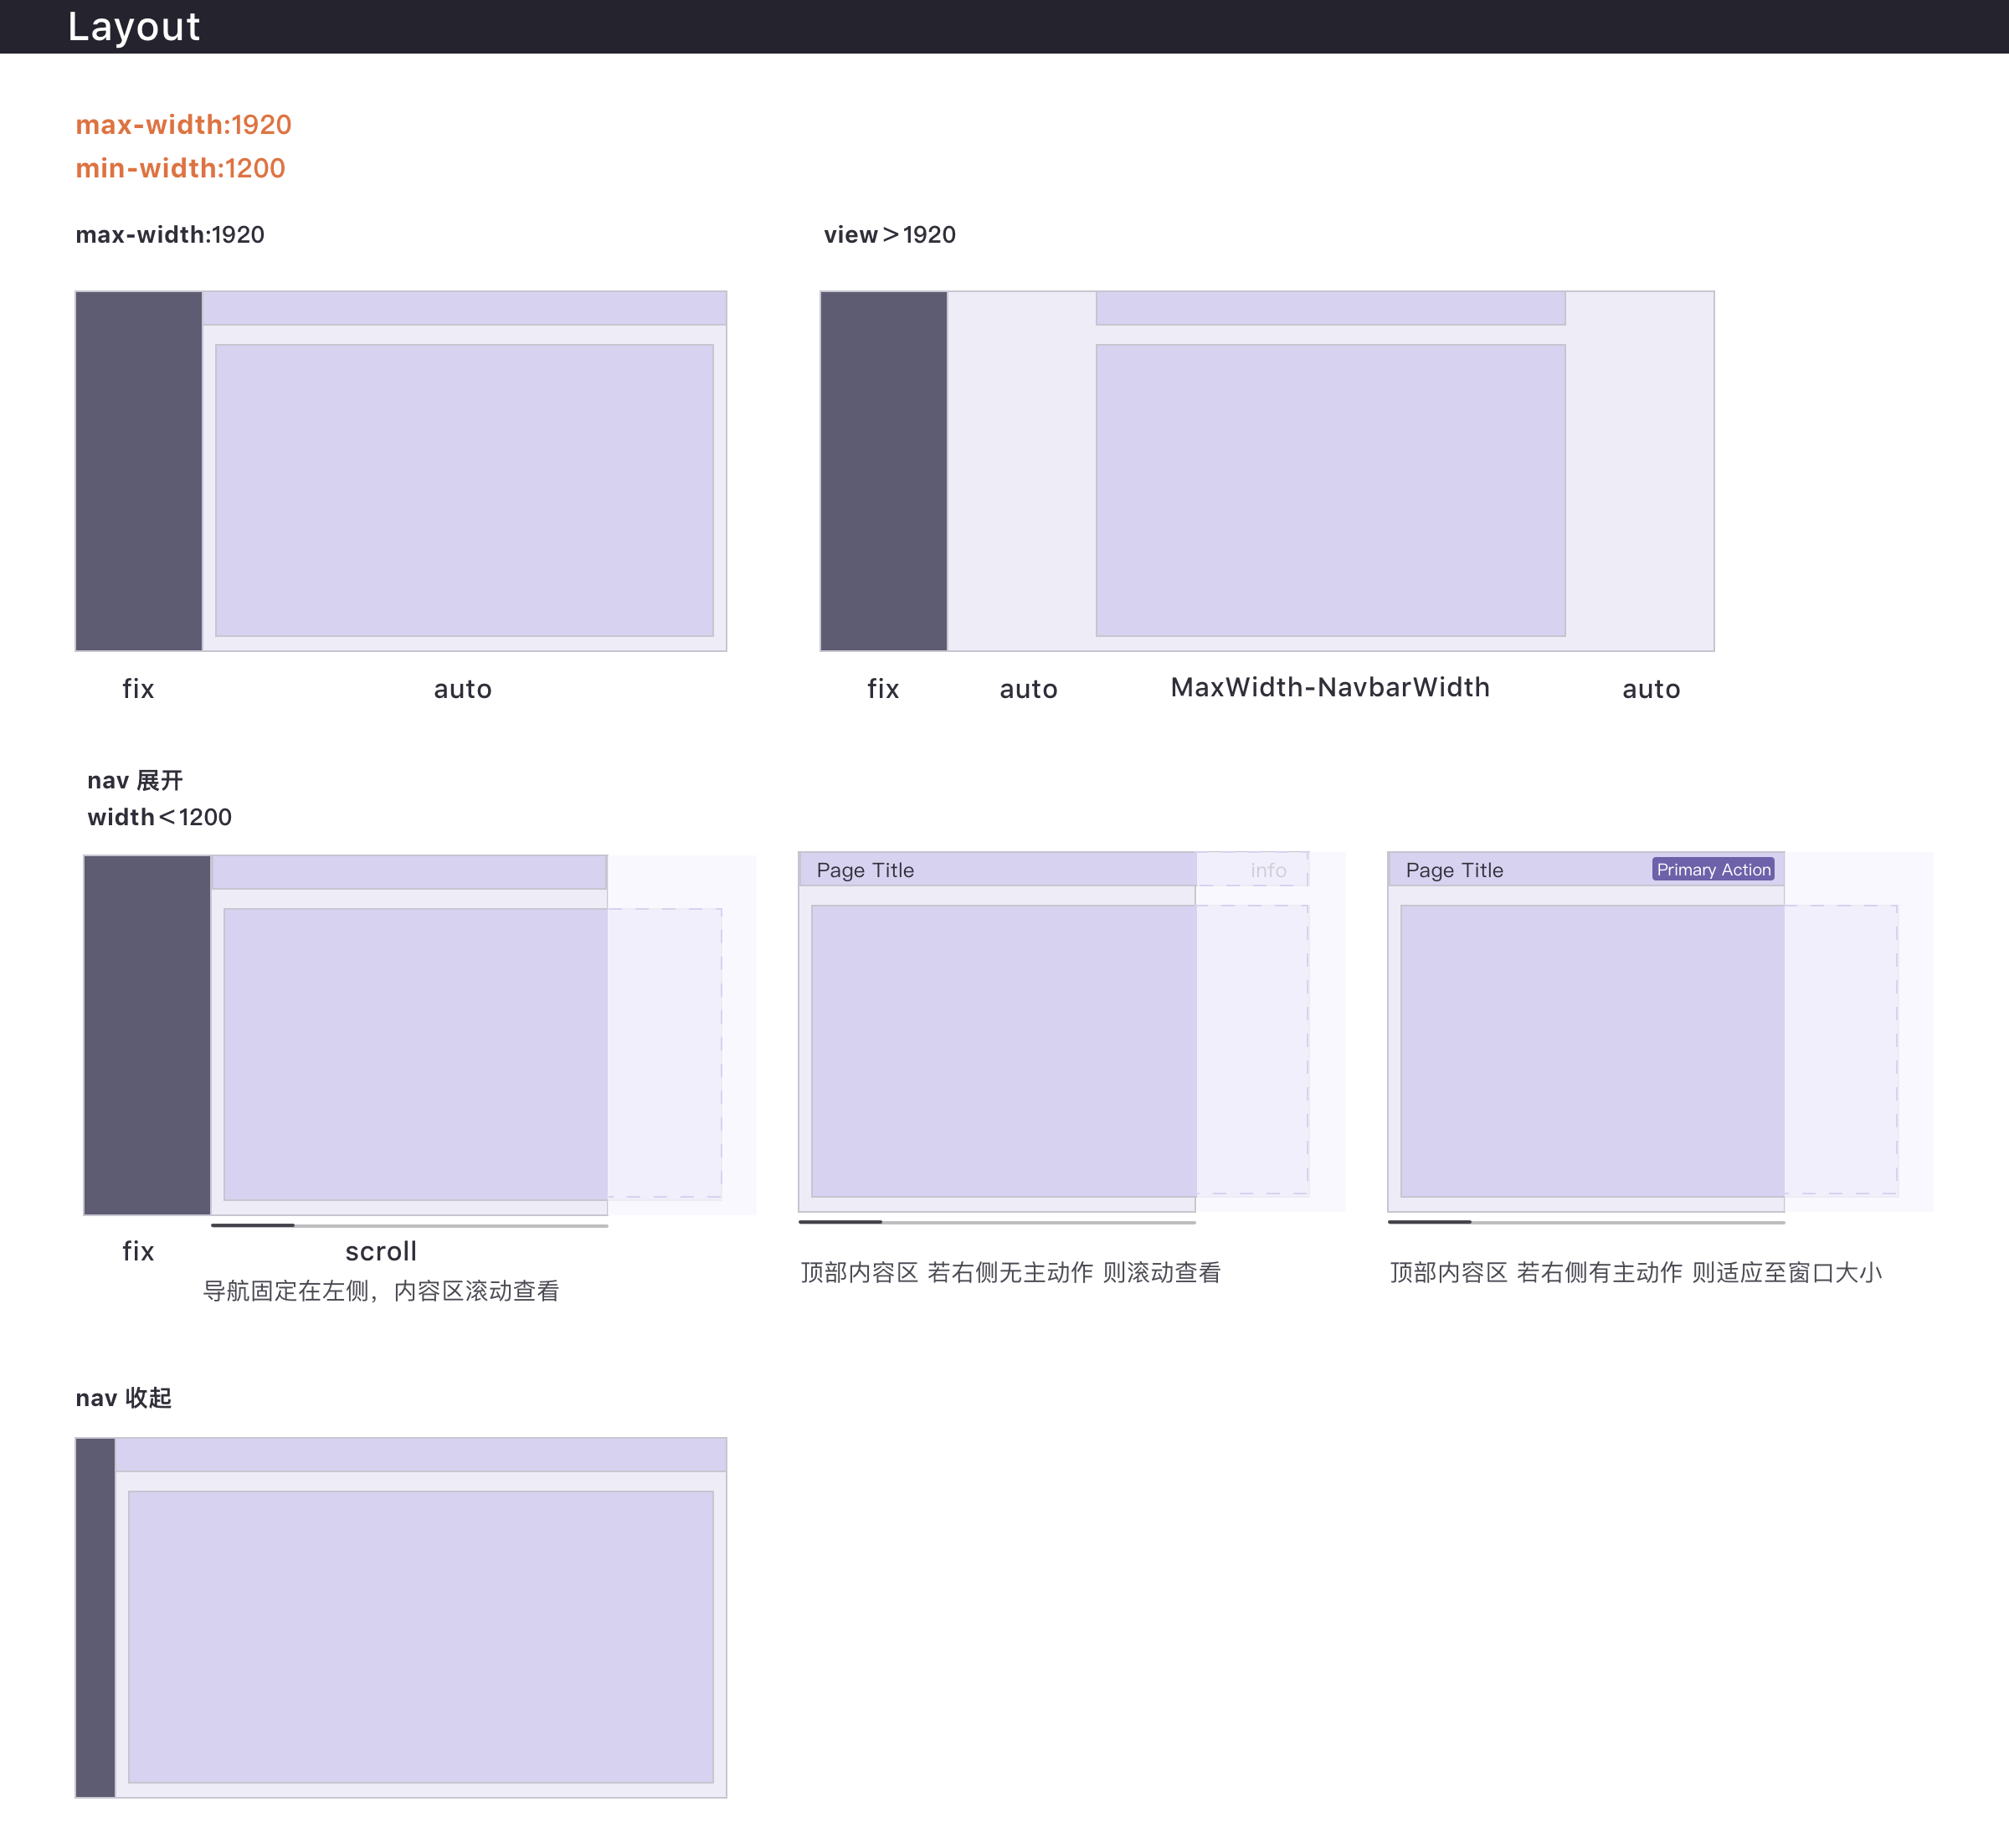 Layout
max-width:1920
min-width:1200
max-width:1920
view＞1920
fix
auto
fix
auto
MaxWidth-NavbarWidth
auto
nav 展开
width＜1200
Page Title
info
Page Title
Primary Action
fix
scroll
导航固定在左侧，内容区滚动查看
顶部内容区 若右侧无主动作 则滚动查看
顶部内容区 若右侧有主动作 则适应至窗口大小
nav 收起